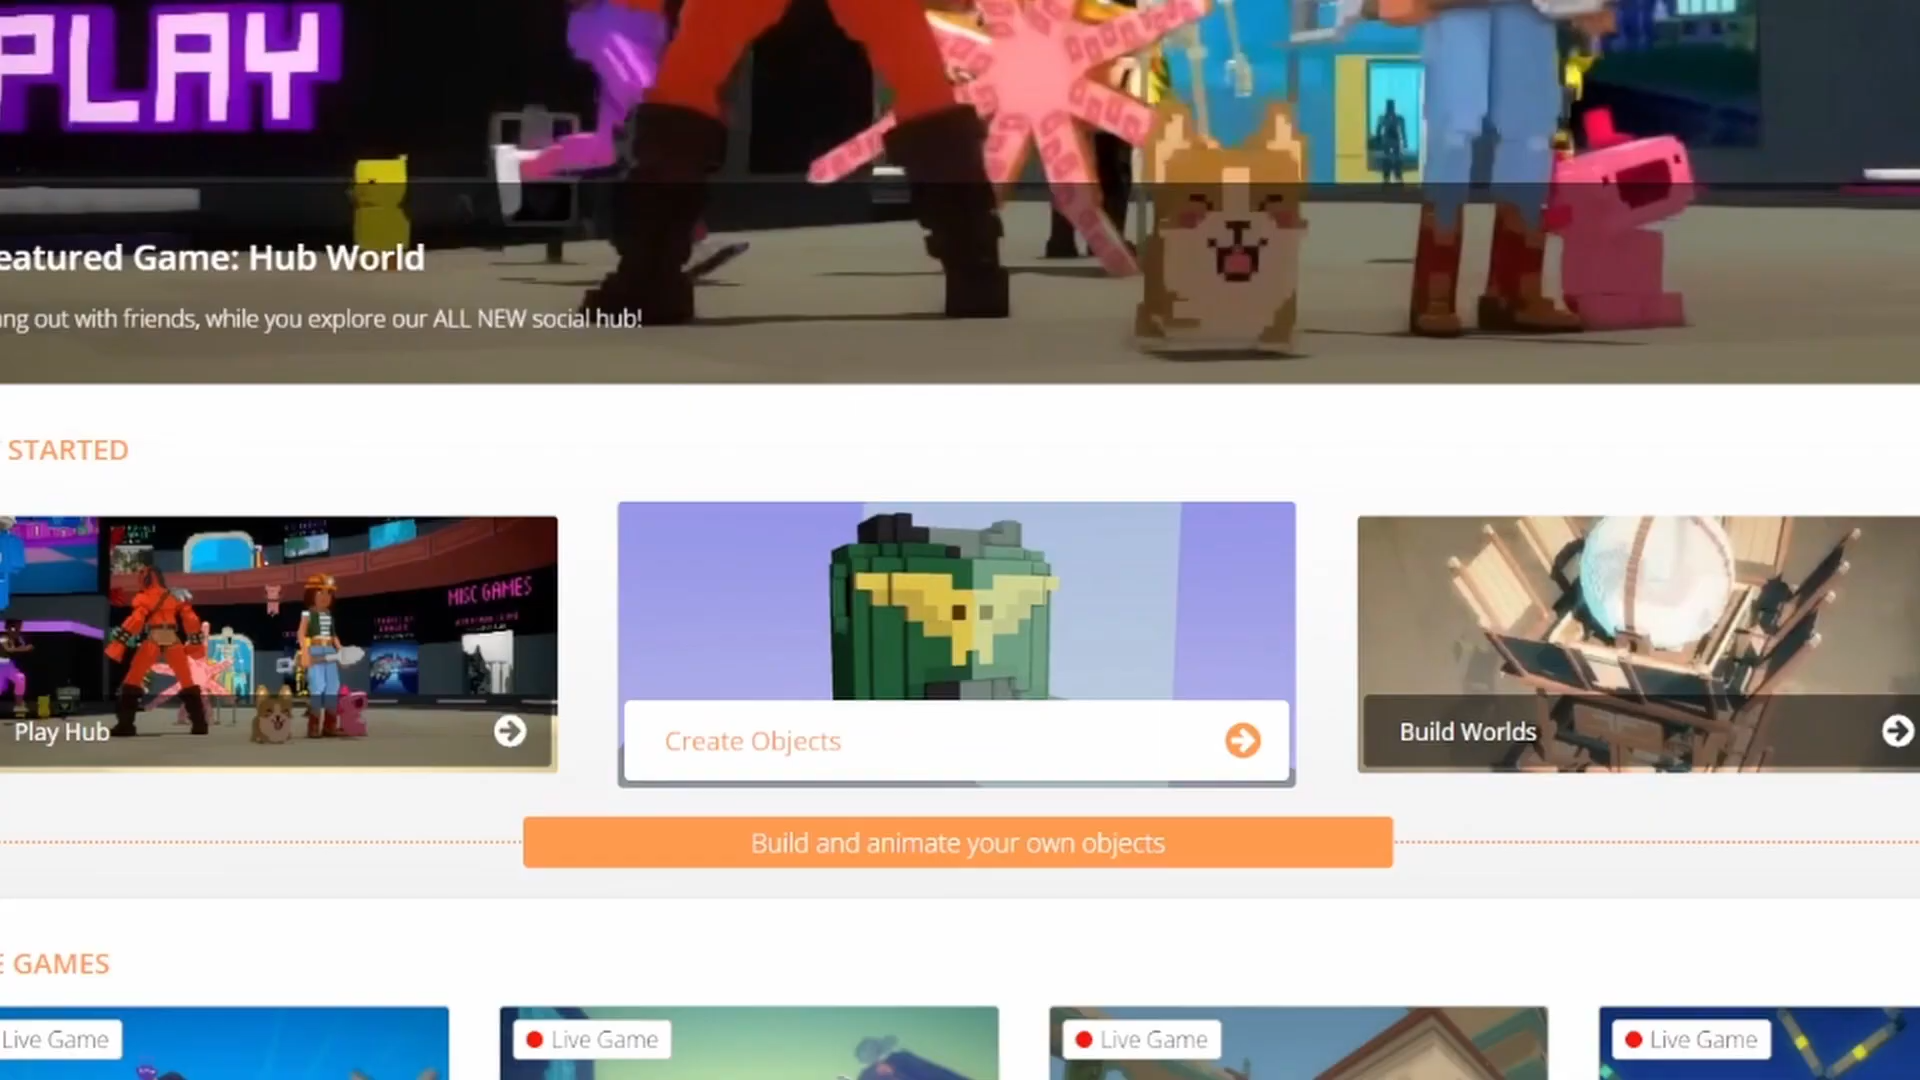 PLAY
eatured Game: Hub World
ng out with friends, while you explore our ALL NEW social hub!
STARTED
MISC GAMES
Play Hub
Create Objects
Build Worlds
Build and animate your own objects
E GAMES
Live Game
Live Game
Live Game
Live Game